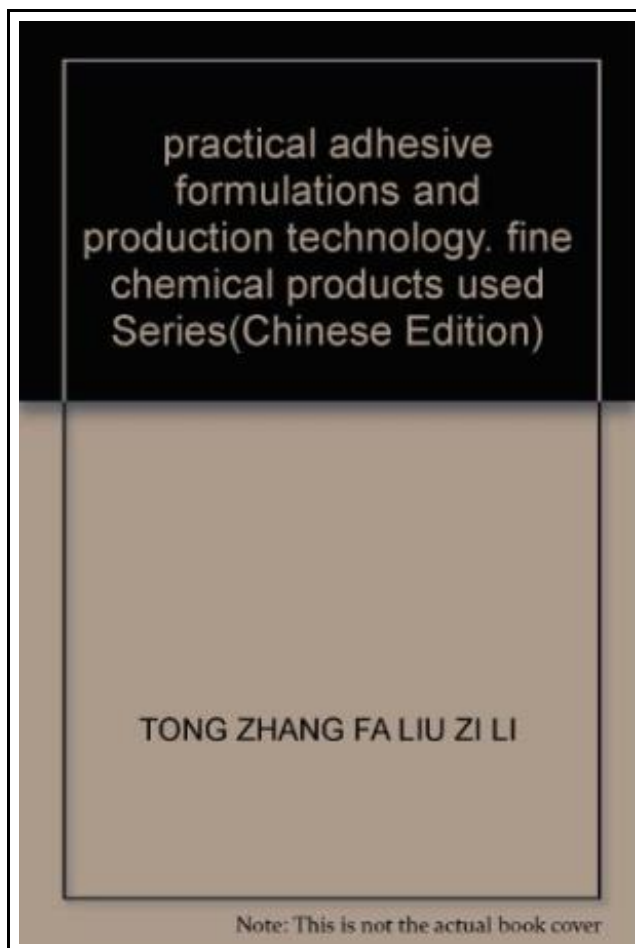 practical adhesive
formulations and
production technology. fine
chemical products used
Series(Chinese Edition)
TONG ZHANG FA LIU ZI LI
Note: This is not the actual book cover